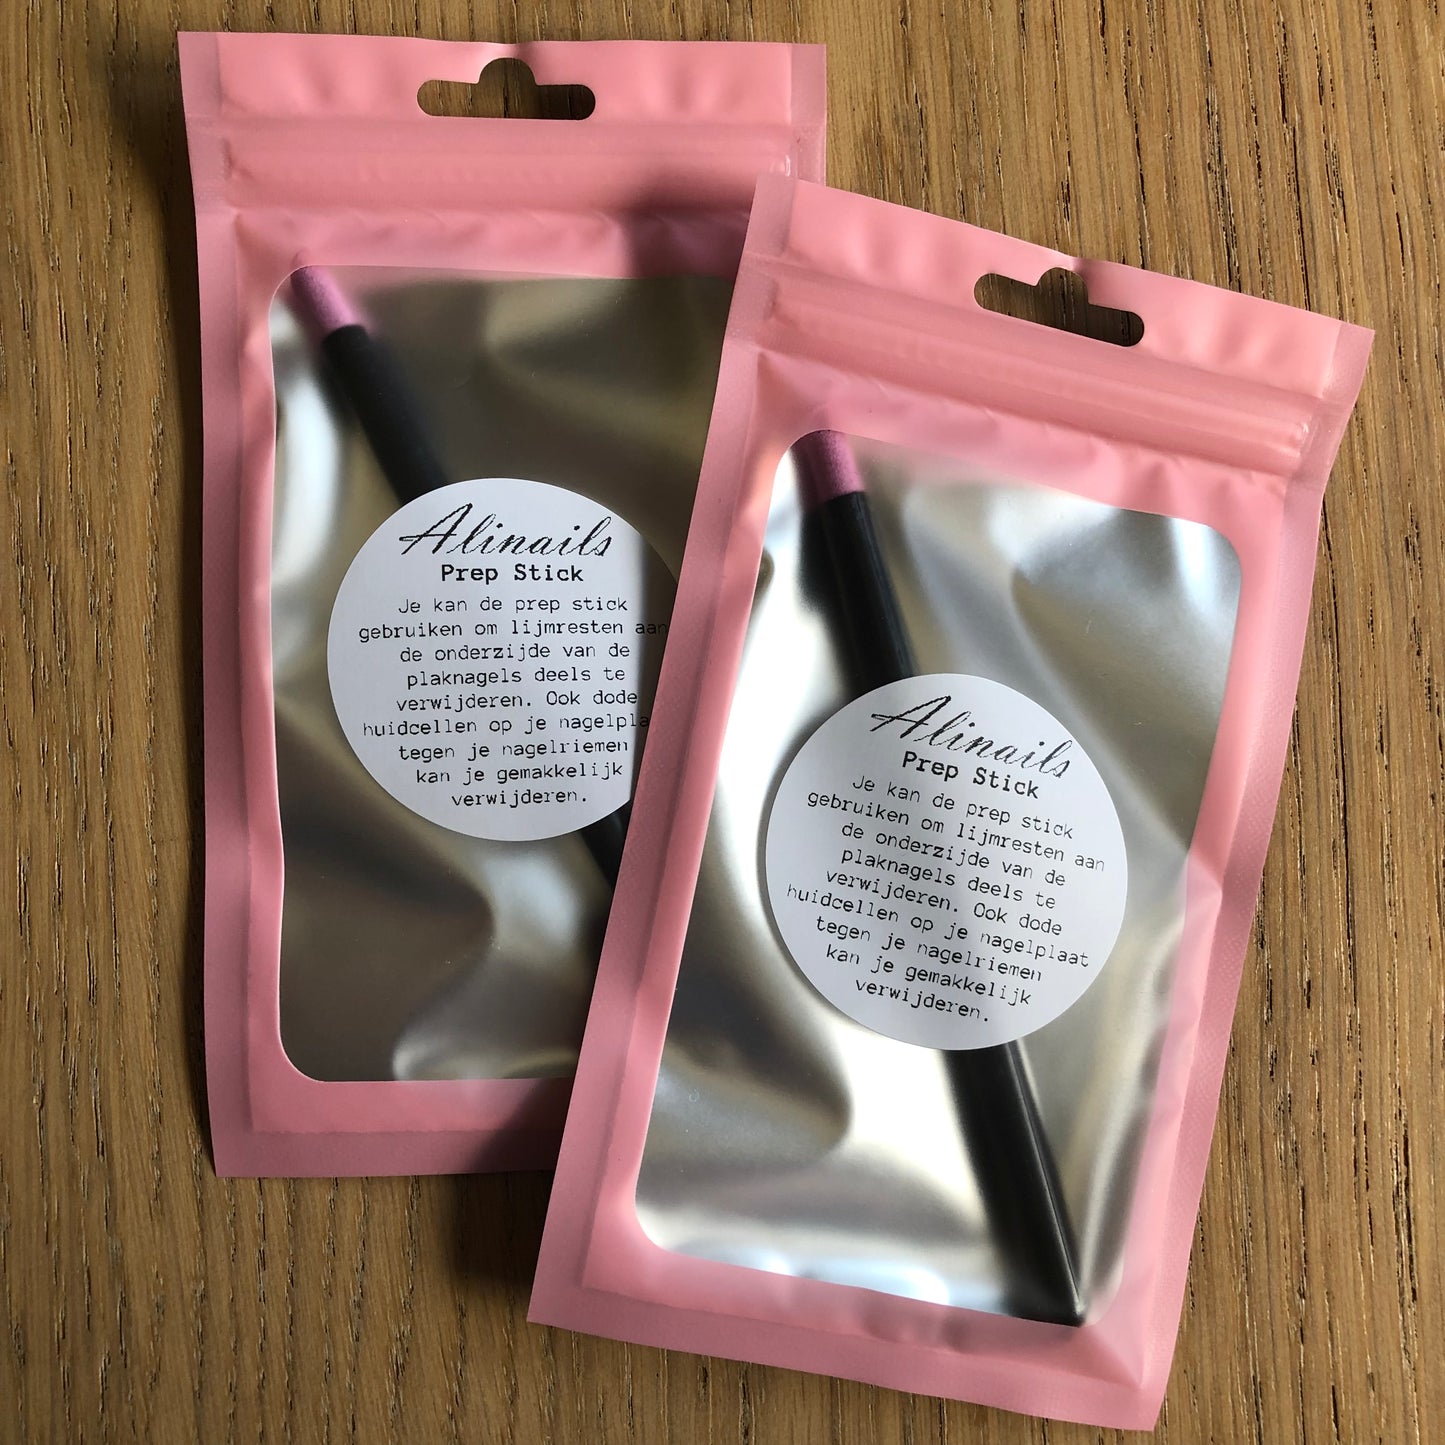 Alinails
Prep Stick
Je kan de prep stick
gebruiken om lijmresten aan
de onderzijde van de
plaknagels deels te
verwijderen. Ook dode
huidcellen op je nagelpla
tegen je nagelriemen
kan je gemakkelijk
verwijderen.
Alinails
Prep Stick
Je kan de prep stick
gebruiken om lijmresten aan
de onderzijde van de
plaknagels deels te
verwijderen. Ook dode
huidcellen op je nagelplaat
tegen je nagelriemen
kan je gemakkelijk
verwijderen.